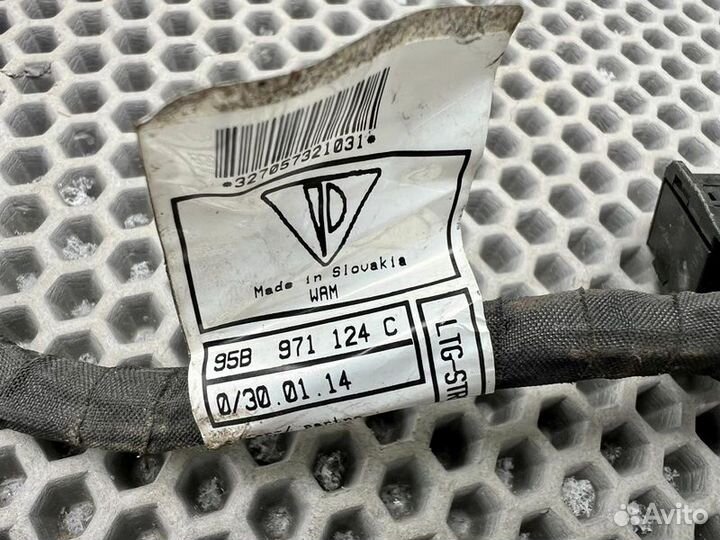 *327057321031*
Made in Slovakia
WAM
95B 971 124 C
0/30.01.14
LTG-STR
Avito